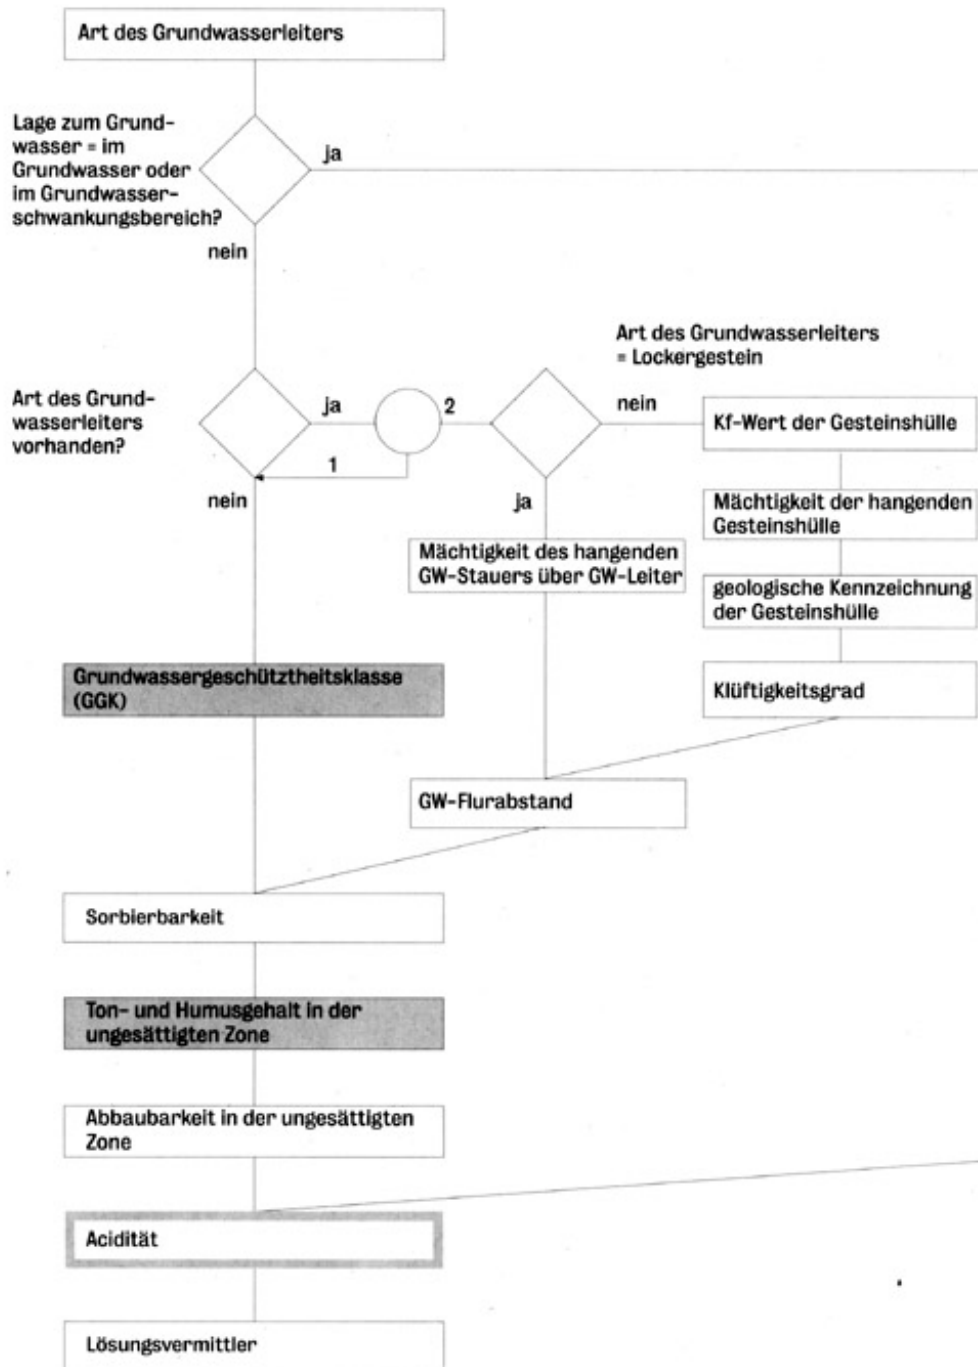 Art des Grundwasserleiters
Lage zum Grund-
wasser = im
Grundwasser oder
im Grundwasser-
schwankungsbereich?
ja
nein
Art des Grundwasserleiters
= Lockergestein
Art des Grund-
wasserleiters
vorhanden?
ja
2
nein
Kf-Wert der Gesteinshülle
1
nein
ja
Mächtigkeit der hangenden
Gesteinshülle
Mächtigkeit des hangenden
GW-Stauers über GW-Leiter
geologische Kennzeichnung
der Gesteinshülle
Grundwassergeschütztheitsklasse
(GGK)
Klüftigkeitsgrad
GW-Flurabstand
Sorbierbarkeit
Ton- und Humusgehalt in der
ungesättigten Zone
Abbaubarkeit in der ungesättigten
Zone
Acidität
Lösungsvermittler